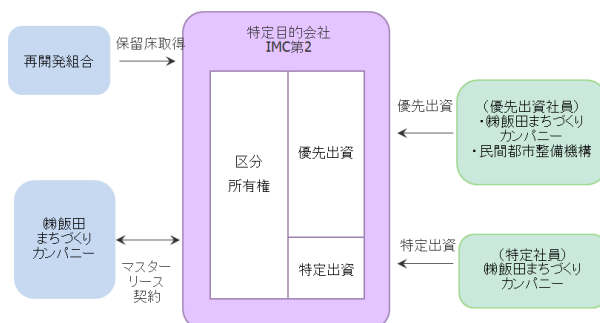 特定目的会社
IMC第2
再開発組合
保留床取得
区分
所有権
優先出資
特定出資
優先出資
（優先出資社員）
・㈱飯田まちづくり
カンパニー
・民間都市整備機構
㈱飯田
まちづくり
カンパニー
マスター
リース
契約
特定出資
（特定社員）
㈱飯田まちづくり
カンパニー